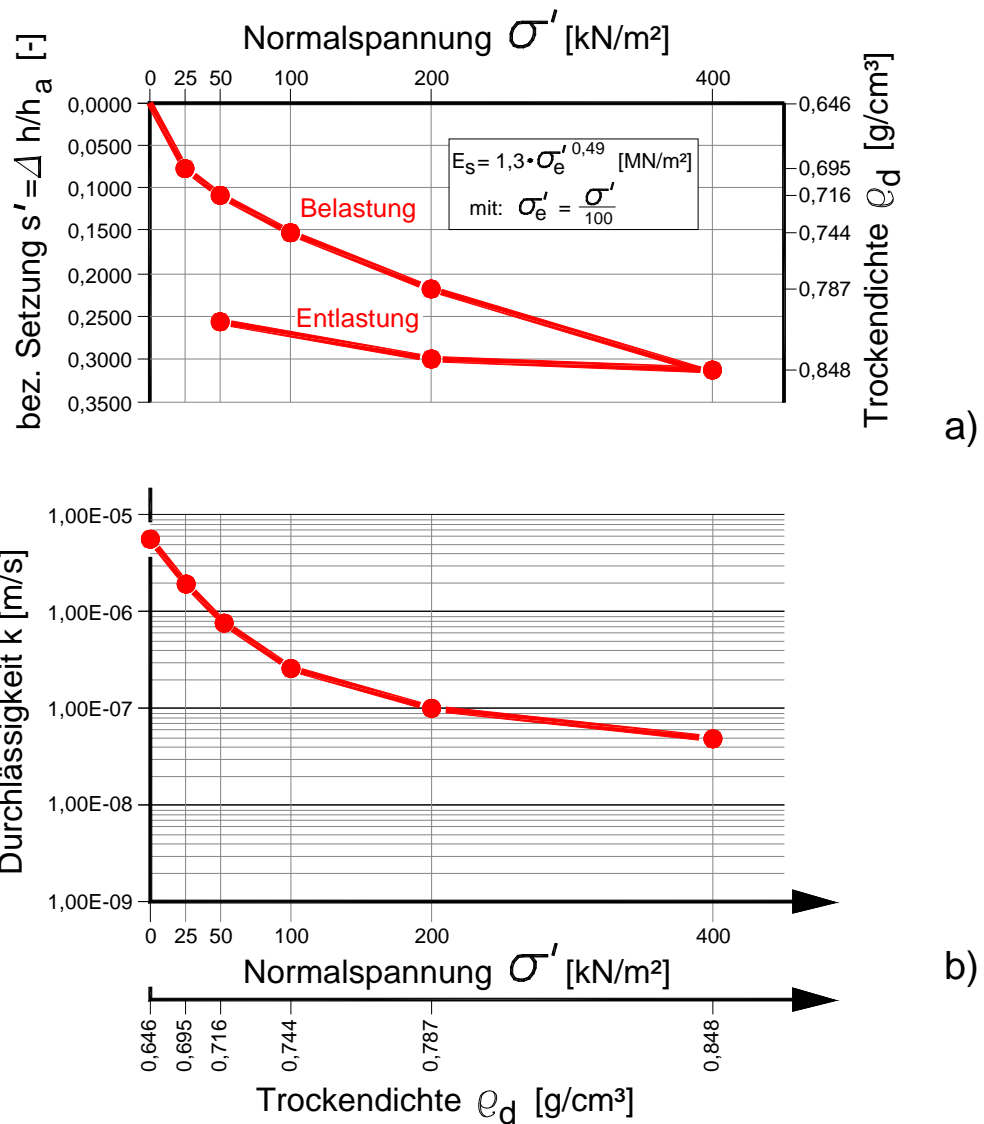 Normalspannung σ' [kN/m²]
0 25 50 100 200 400
bez. Setzung s' = Δ h/hₐ [-]
0,0000
0,0500
0,1000
0,1500
0,2000
0,2500
0,3000
0,3500
Belastung
Entlastung
Eₛ = 1,3 • σₑ'^0,49 [MN/m²]
mit: σₑ' = σ'/100
0,646
0,695
0,716
0,744
0,787
0,848
Trockendichte ϱd [g/cm³]
a)
Durchlässigkeit k [m/s]
1,00E-05
1,00E-06
1,00E-07
1,00E-08
1,00E-09
0 25 50 100 200 400
Normalspannung σ' [kN/m²]
b)
0,646 0,695 0,716 0,744 0,787 0,848
Trockendichte ϱd [g/cm³]